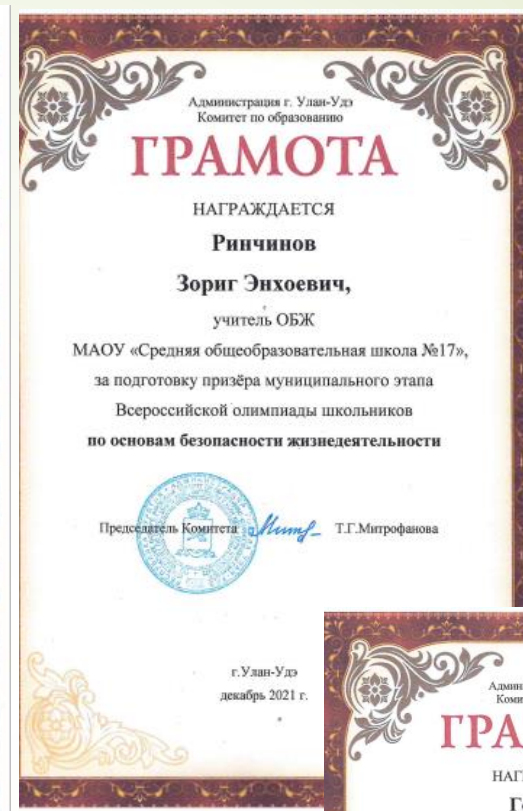 Администрация г. Улан-Удэ
Комитет по образованию
ГРАМОТА
НАГРАЖДАЕТСЯ
Ринчинов
Зориг Энхоевич,
учитель ОБЖ
МАОУ «Средняя общеобразовательная школа №17»,
за подготовку призёра муниципального этапа
Всероссийской олимпиады школьников
по основам безопасности жизнедеятельности
Председатель Комитета Т.Г.Митрофанова
г.Улан-Удэ
декабрь 2021 г.